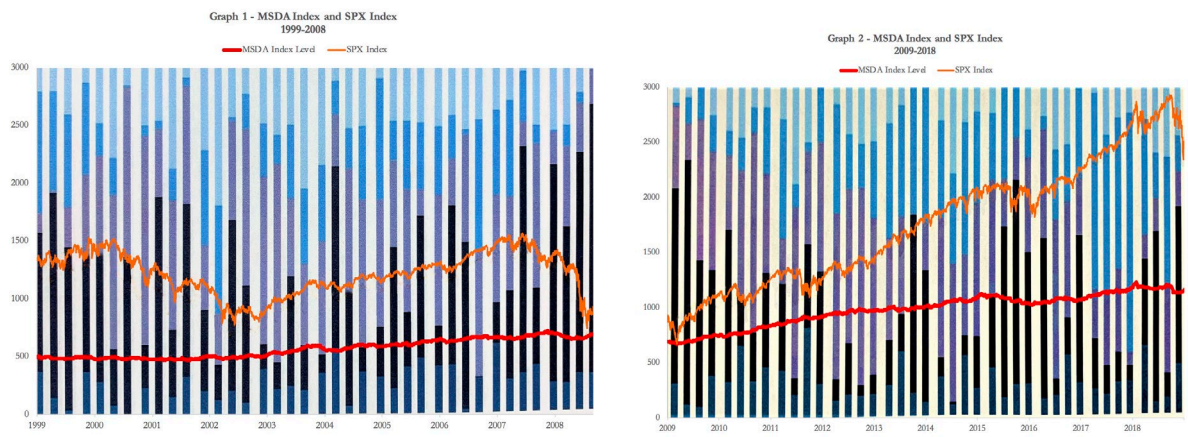 Graph 1 - MSDA Index and SPX Index
1999-2008
MSDA Index Level SPX Index
3000
2500
2000
1500
1000
500
0
1999 2000 2001 2002 2003 2004 2005 2006 2007 2008
Graph 2 - MSDA Index and SPX Index
2009-2018
MSDA Index Level SPX Index
3000
2500
2000
1500
1000
500
0
2009 2010 2011 2012 2013 2014 2015 2016 2017 2018